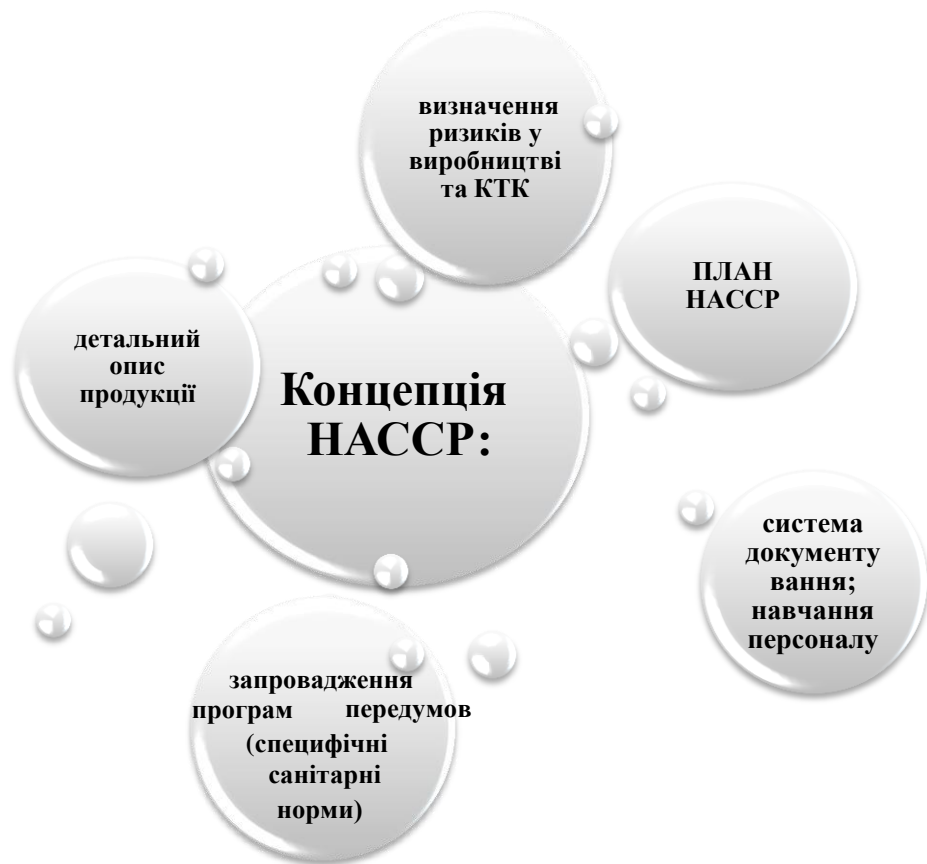 визначення
ризиків у
виробництві
та КТК
ПЛАН
НАССР
детальний
опис
продукції
Концепція
НАССР:
система
документу
вання;
навчання
персоналу
запровадження
програм передумов
(специфічні
санітарні
норми)